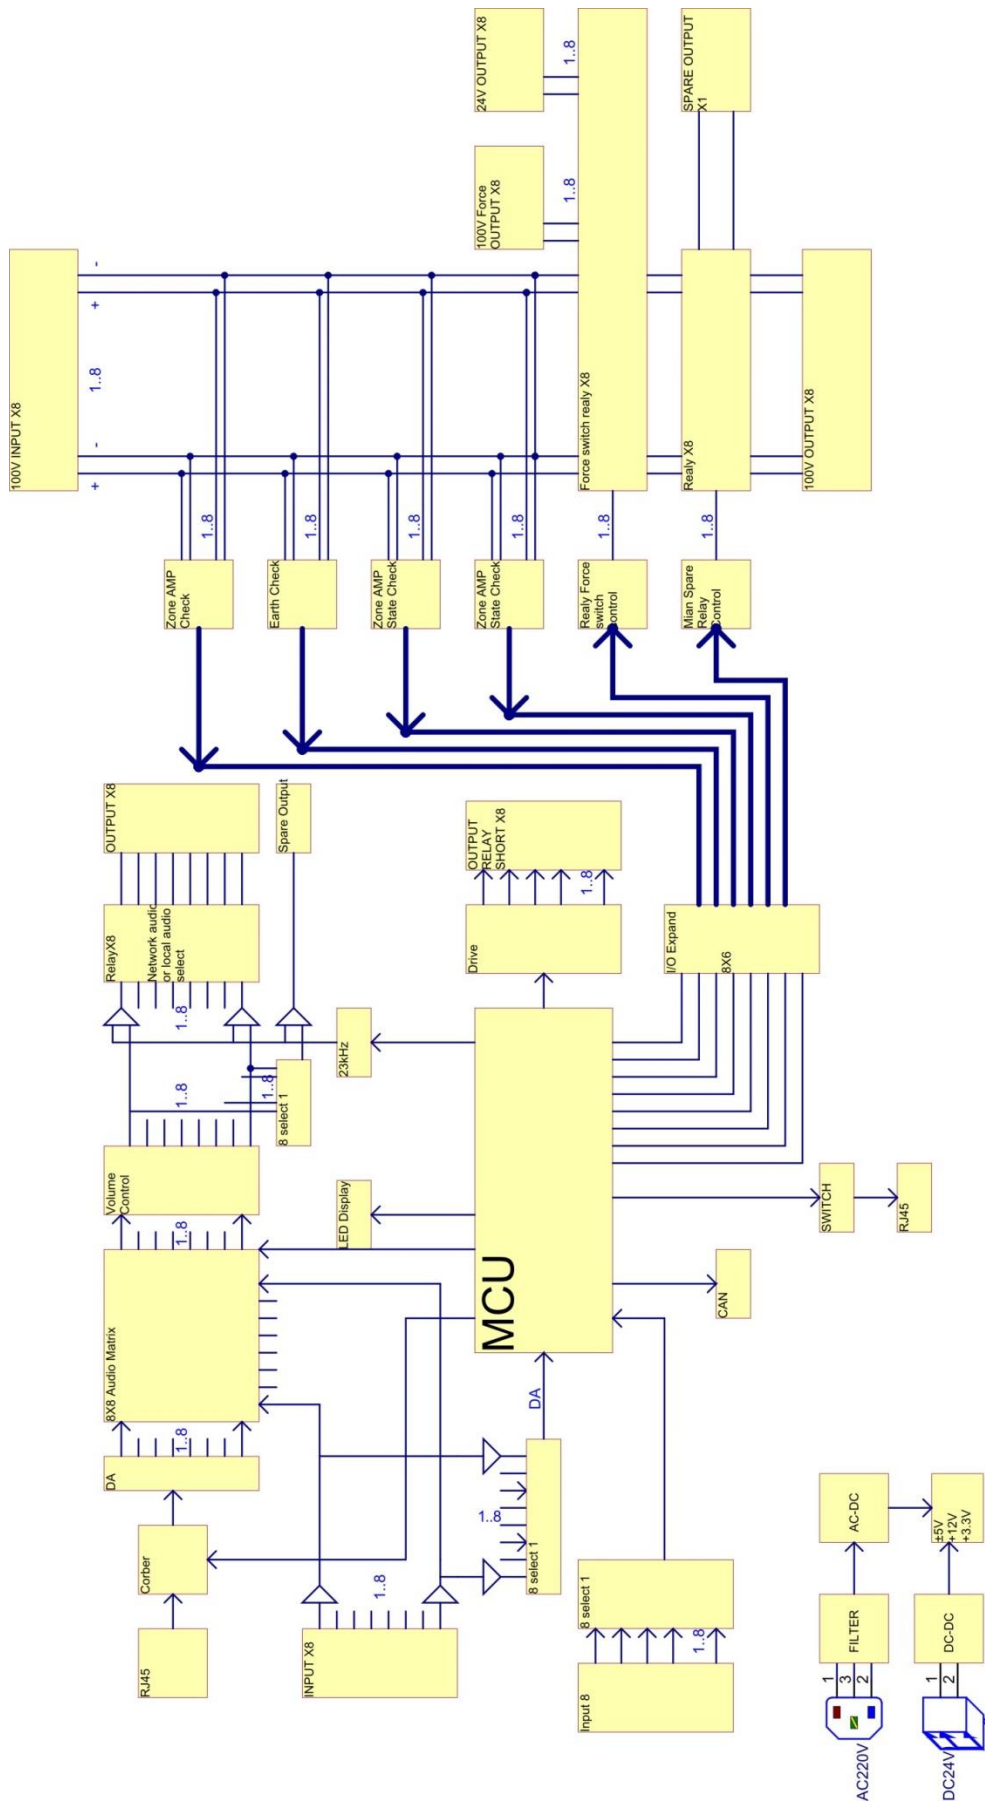 100V INPUT X8
+
-
1..8
+
-
Zone AMP
Check
1..8
Earth Check
1..8
Zone AMP
State Check
1..8
Zone AMP
State Check
1..8
Realy Force
switch
control
1..8
Mian Spare
Relay
Control
1..8
24V OUTPUT X8
1..8
100V Force
OUTPUT X8
1..8
Force switch realy X8
SPARE OUTPUT
X1
Realy X8
100V OUTPUT X8
RJ45
Corber
DA
1..8
8X8 Audio Matrix
1..8
Volume
Control
1..8
1..8
8 select 1
1..8
RelayX8
Network audio
or local audio
select
OUTPUT X8
Spare Output
23kHz
LED Display
INPUT X8
1..8
1..8
8 select 1
DA
MCU
Drive
OUTPUT
RELAY
SHORT X8
1..8
I/O Expand
8X6
Input 8
1..8
8 select 1
CAN
SWITCH
RJ45
AC220V
1
3
2
FILTER
AC-DC
DC24V
1
2
DC-DC
±5V
+12V
+3.3V